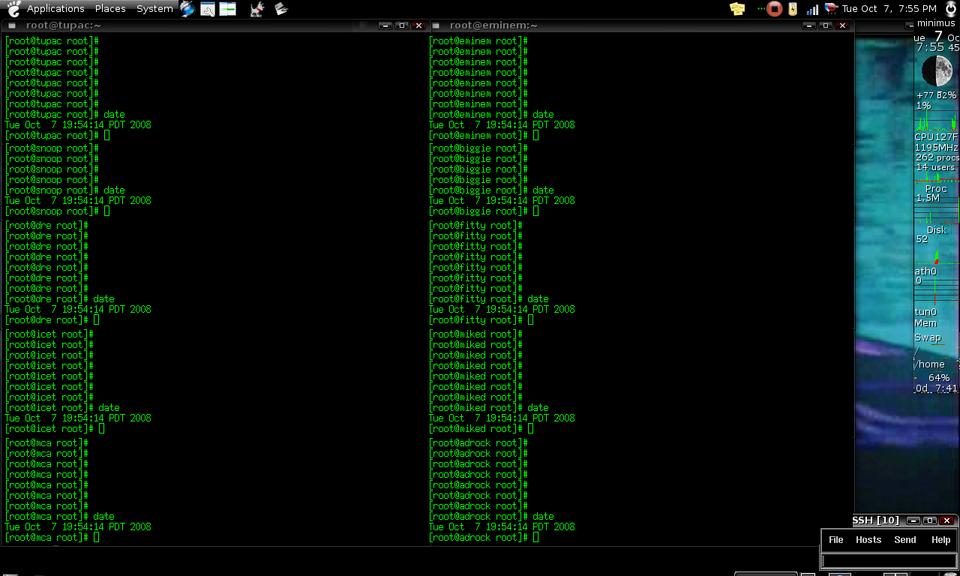 Applications Places System
Tue Oct 7, 7:55 PM
root@tupac:~
[root@tupac root]#
[root@tupac root]#
[root@tupac root]#
[root@tupac root]#
[root@tupac root]#
[root@tupac root]#
[root@tupac root]#
[root@tupac root]# date
Tue Oct  7 19:54:14 PDT 2008
[root@tupac root]#
[root@snoop root]#
[root@snoop root]#
[root@snoop root]#
[root@snoop root]#
[root@snoop root]# date
Tue Oct  7 19:54:14 PDT 2008
[root@snoop root]#
[root@dre root]#
[root@dre root]#
[root@dre root]#
[root@dre root]#
[root@dre root]#
[root@dre root]#
[root@dre root]#
[root@dre root]# date
Tue Oct  7 19:54:14 PDT 2008
[root@dre root]#
[root@icet root]#
[root@icet root]#
[root@icet root]#
[root@icet root]#
[root@icet root]#
[root@icet root]#
[root@icet root]#
[root@icet root]# date
Tue Oct  7 19:54:14 PDT 2008
[root@icet root]#
[root@mca root]#
[root@mca root]#
[root@mca root]#
[root@mca root]#
[root@mca root]#
[root@mca root]#
[root@mca root]#
[root@mca root]# date
Tue Oct  7 19:54:14 PDT 2008
[root@mca root]#
root@eminem:~
[root@eminem root]#
[root@eminem root]#
[root@eminem root]#
[root@eminem root]#
[root@eminem root]#
[root@eminem root]#
[root@eminem root]#
[root@eminem root]# date
Tue Oct  7 19:54:14 PDT 2008
[root@eminem root]#
[root@biggie root]#
[root@biggie root]#
[root@biggie root]#
[root@biggie root]#
[root@biggie root]# date
Tue Oct  7 19:54:14 PDT 2008
[root@biggie root]#
[root@fitty root]#
[root@fitty root]#
[root@fitty root]#
[root@fitty root]#
[root@fitty root]#
[root@fitty root]#
[root@fitty root]#
[root@fitty root]# date
Tue Oct  7 19:54:14 PDT 2008
[root@fitty root]#
[root@miked root]#
[root@miked root]#
[root@miked root]#
[root@miked root]#
[root@miked root]#
[root@miked root]#
[root@miked root]#
[root@miked root]# date
Tue Oct  7 19:54:14 PDT 2008
[root@miked root]#
[root@adrock root]#
[root@adrock root]#
[root@adrock root]#
[root@adrock root]#
[root@adrock root]#
[root@adrock root]#
[root@adrock root]#
[root@adrock root]# date
Tue Oct  7 19:54:14 PDT 2008
[root@adrock root]#
minimus
ue 7 Oc
7:55 45
1%
CPU127F
1195MHz
262 procs
14 users
Proc
1.5M
Disk
52
ath0
0
tun0
Mem
Swap
/
/home
- 64%
0d 7:41
SSH [10]
File Hosts Send Help